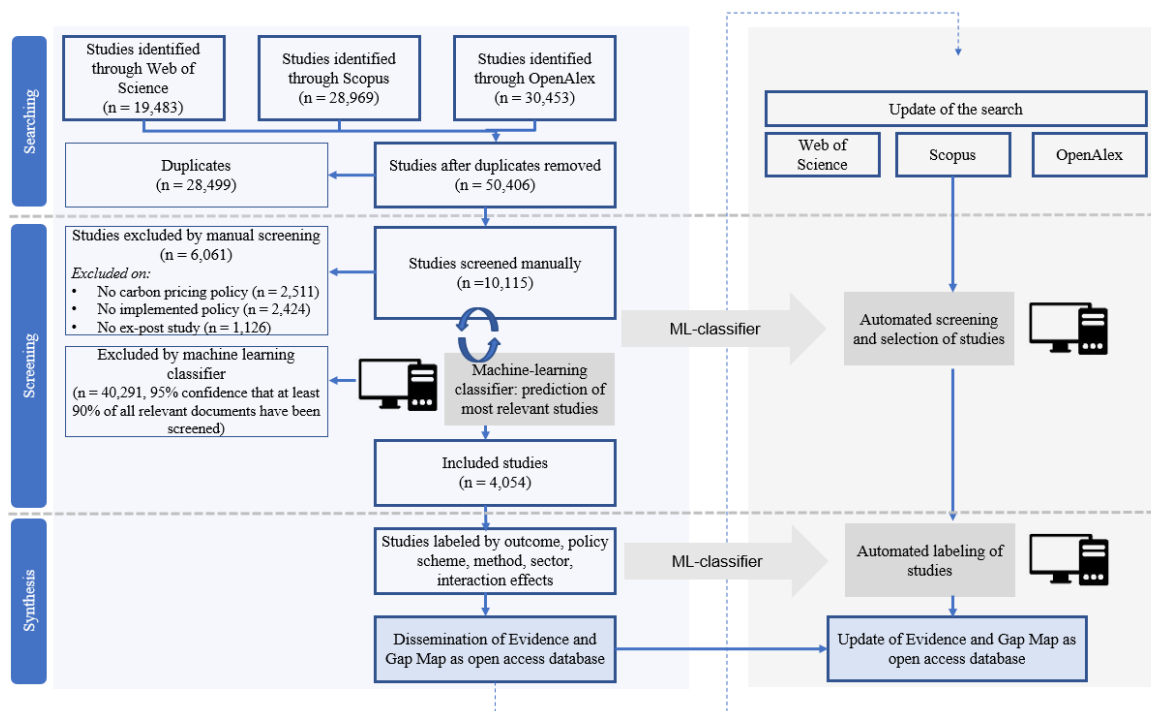 Searching
Studies identified
through Web of
Science
(n = 19,483)
Studies identified
through Scopus
(n = 28,969)
Studies identified
through OpenAlex
(n = 30,453)
Duplicates
(n = 28,499)
Studies after duplicates removed
(n = 50,406)
Update of the search
Web of
Science
Scopus
OpenAlex
Screening
Studies excluded by manual screening
(n = 6,061)
Excluded on:
• No carbon pricing policy (n = 2,511)
• No implemented policy (n = 2,424)
• No ex-post study (n = 1,126)
Studies screened manually
(n =10,115)
ML-classifier
Automated screening
and selection of studies
Excluded by machine learning
classifier
(n = 40,291, 95% confidence that at least
90% of all relevant documents have been
screened)
Machine-learning
classifier: prediction of
most relevant studies
Included studies
(n = 4,054)
Synthesis
Studies labeled by outcome, policy
scheme, method, sector,
interaction effects
ML-classifier
Automated labeling of
studies
Dissemination of Evidence and
Gap Map as open access database
Update of Evidence and Gap Map as
open access database